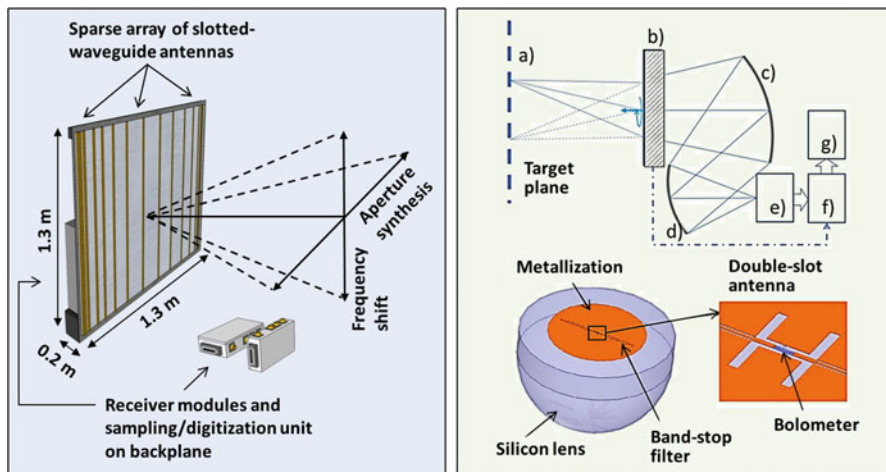 Sparse array of slotted-
waveguide antennas
1.3 m
0.2 m
1.3 m
Aperture
synthesis
Frequency
shift
Receiver modules and
sampling/digitization unit
on backplane
a)
b)
c)
d)
e)
f)
g)
Target
plane
Metallization
Double-slot
antenna
Silicon lens
Band-stop
filter
Bolometer